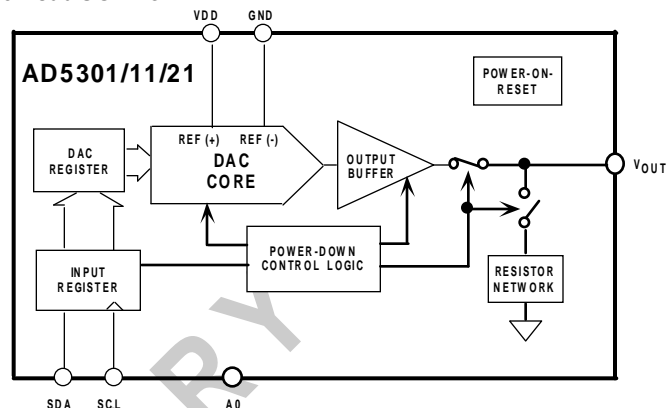 VDD GND
AD5301/11/21
POWER-ON-
RESET
REF (+) REF (-)
DAC
REGISTER
DAC
CORE
OUTPUT
BUFFER
VOUT
POWER-DOWN
CONTROL LOGIC
INPUT
REGISTER
RESISTOR
NETWORK
RY
SDA SCL A0